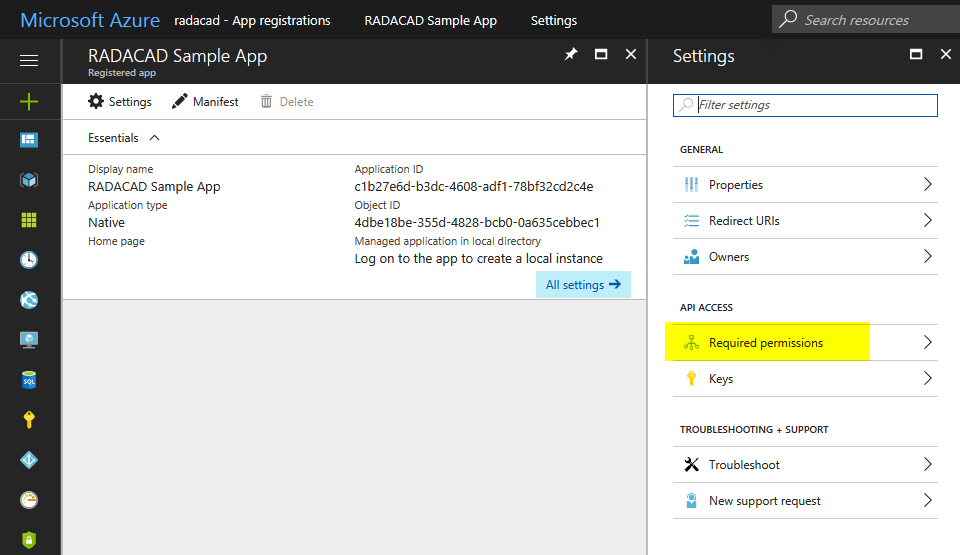 Microsoft Azure radacad - App registrations RADACAD Sample App Settings Search resources
RADACAD Sample App
Registered app
Settings Manifest Delete
Essentials
Display name
RADACAD Sample App
Application type
Native
Home page
Application ID
c1b27e6d-b3dc-4608-adf1-78bf32cd2c4e
Object ID
4dbe18be-355d-4828-bcb0-0a635cebbec1
Managed application in local directory
Log on to the app to create a local instance
All settings
Settings
Filter settings
GENERAL
Properties
Redirect URIs
Owners
API ACCESS
Required permissions
Keys
TROUBLESHOOTING + SUPPORT
Troubleshoot
New support request
SQL